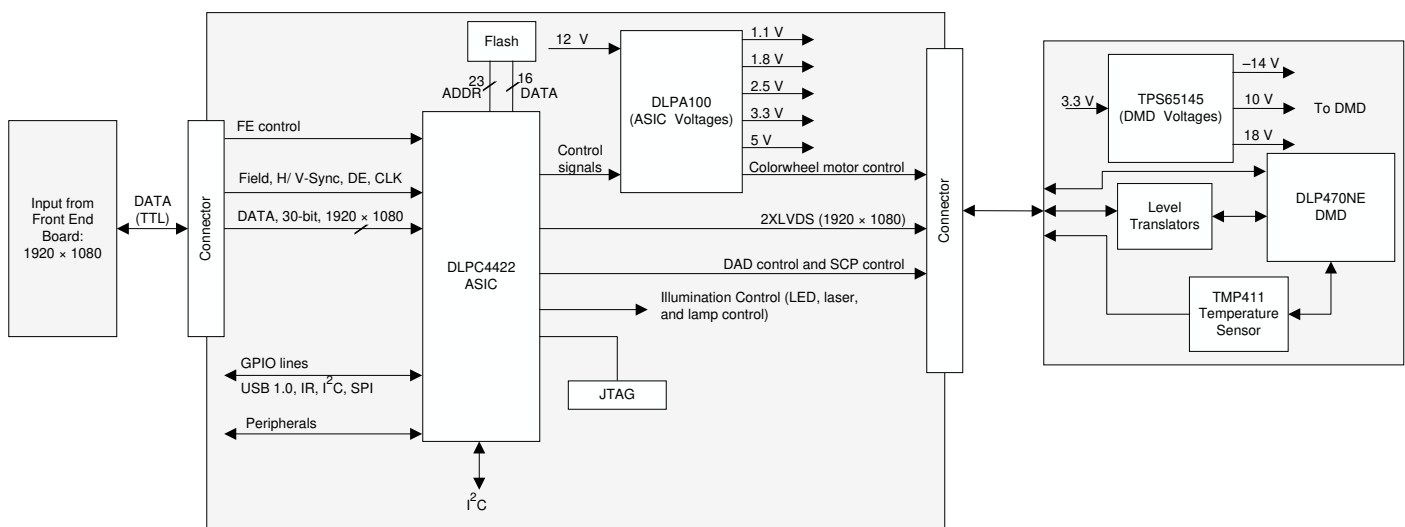 Input from
Front End
Board:
1920 × 1080
DATA
(TTL)
Connector
FE control
Field, H/ V-Sync, DE, CLK
DATA, 30-bit, 1920 × 1080
GPIO lines
USB 1.0, IR, I²C, SPI
Peripherals
Flash
23
ADDR
16
DATA
DLPC4422
ASIC
I²C
12 V
DLPA100
(ASIC Voltages)
1.1 V
1.8 V
2.5 V
3.3 V
5 V
Control
signals
Colorwheel motor control
2XLVDS (1920 × 1080)
DAD control and SCP control
Illumination Control (LED, laser,
and lamp control)
JTAG
Connector
3.3 V
TPS65145
(DMD Voltages)
–14 V
10 V
18 V
To DMD
Level
Translators
DLP470NE
DMD
TMP411
Temperature
Sensor